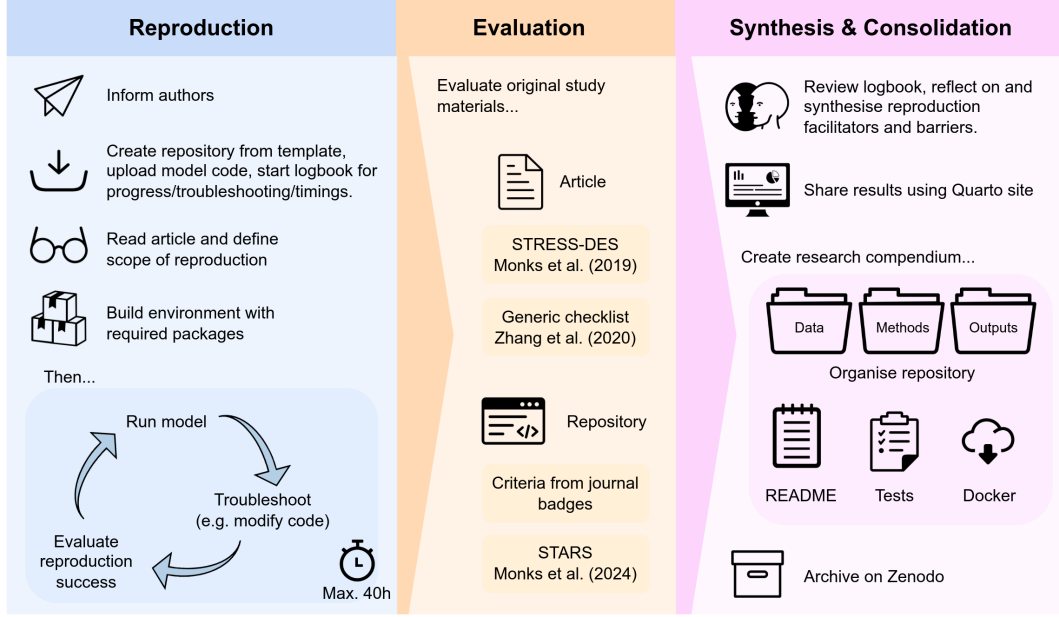 Reproduction
Inform authors
Create repository from template,
upload model code, start logbook for
progress/troubleshooting/timings.
Read article and define
scope of reproduction
Build environment with
required packages
Then...
Run model
Troubleshoot
(e.g. modify code)
Evaluate
reproduction
success
Max. 40h
Evaluation
Evaluate original study
materials...
Article
STRESS-DES
Monks et al. (2019)
Generic checklist
Zhang et al. (2020)
Repository
Criteria from journal
badges
STARS
Monks et al. (2024)
Synthesis & Consolidation
Review logbook, reflect on and
synthesise reproduction
facilitators and barriers.
Share results using Quarto site
Create research compendium...
Data
Methods
Outputs
Organise repository
README
Tests
Docker
Archive on Zenodo